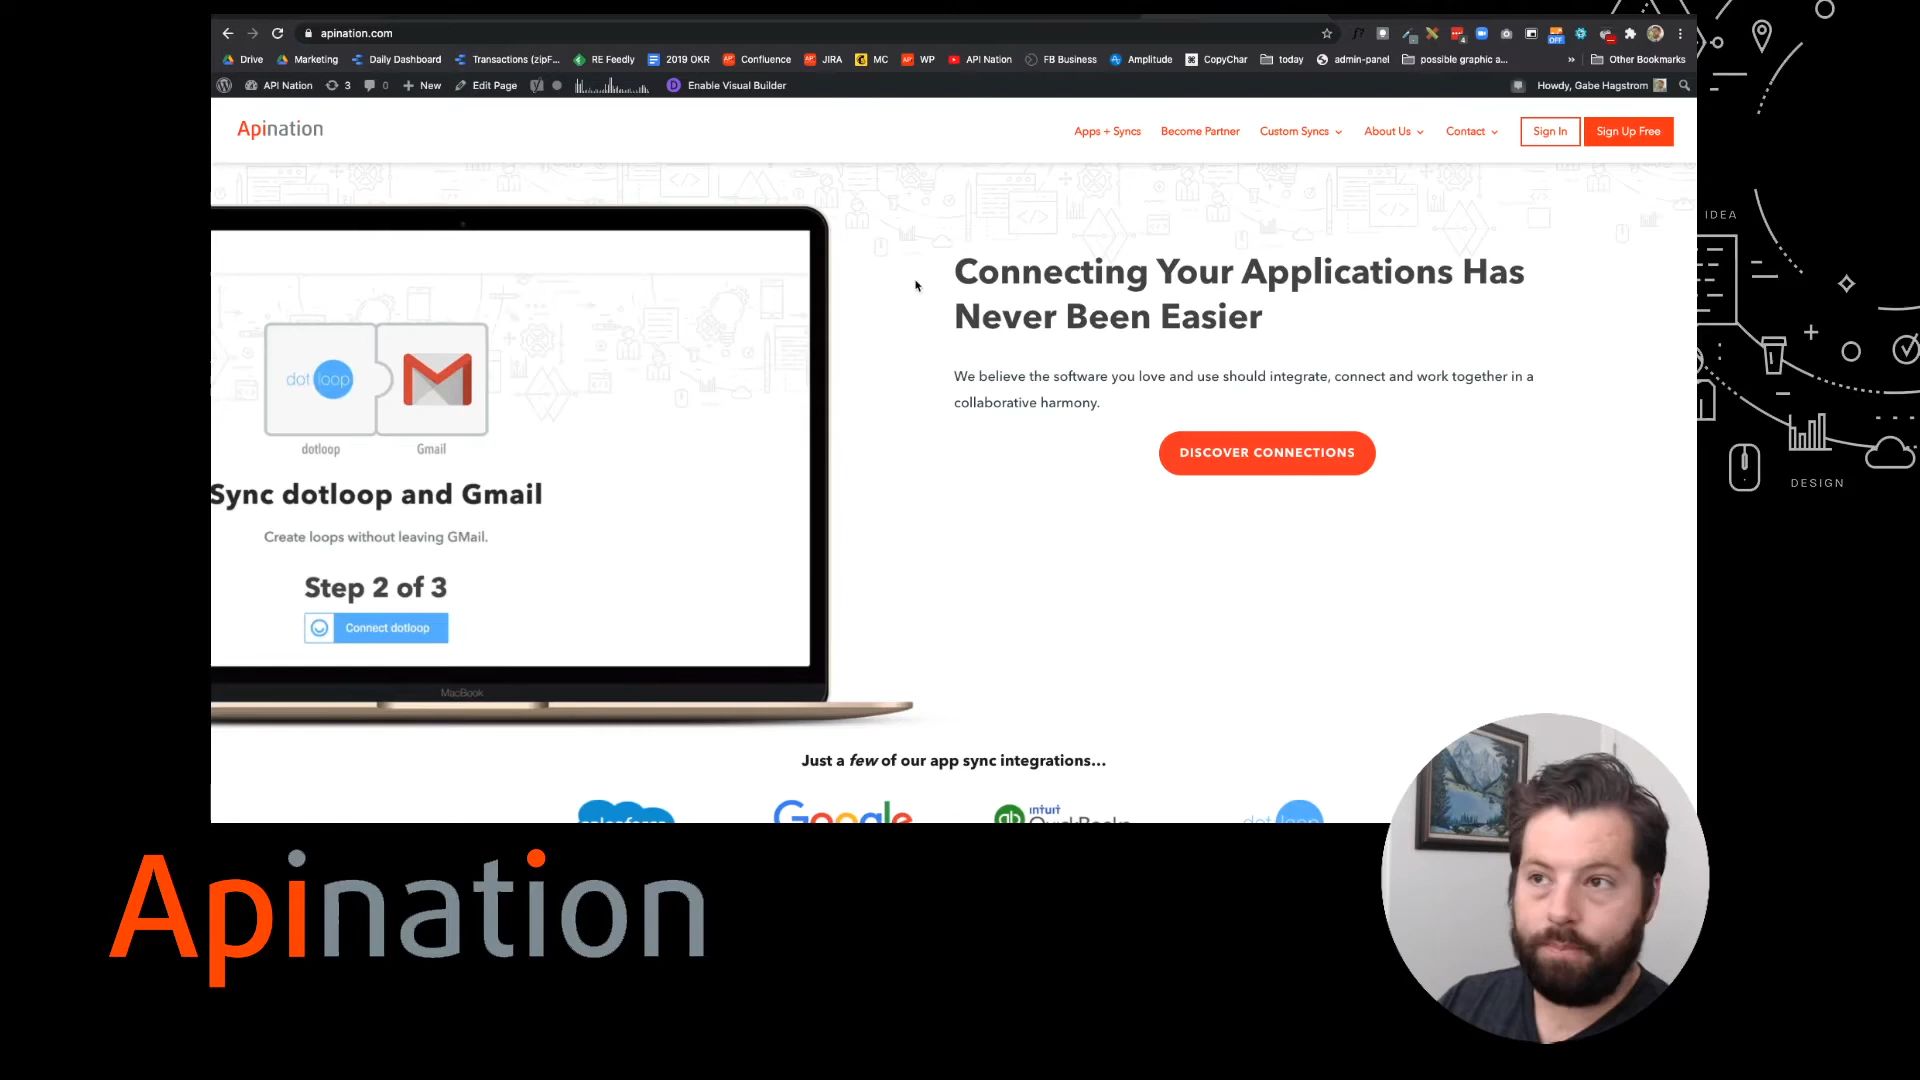 apination.com
Drive
Marketing
Daily Dashboard
Transactions (zipF...
RE Feedly
2019 OKR
Confluence
JIRA
MC
WP
API Nation
FB Business
Amplitude
CopyChar
today
admin-panel
possible graphic a...
»
Other Bookmarks
API Nation
3
0
New
Edit Page
Enable Visual Builder
Howdy, Gabe Hagstrom
Apination
Apps + Syncs
Become Partner
Custom Syncs
About Us
Contact
Sign In
Sign Up Free
Connecting Your Applications Has
Never Been Easier
We believe the software you love and use should integrate, connect and work together in a
collaborative harmony.
DISCOVER CONNECTIONS
dotloop
dotloop
Gmail
Sync dotloop and Gmail
Create loops without leaving GMail.
Step 2 of 3
Connect dotloop
MacBook
Just a few of our app sync integrations...
salesforce
Google
intuit
QuickBooks
dotloop
IDEA
DESIGN
Apination